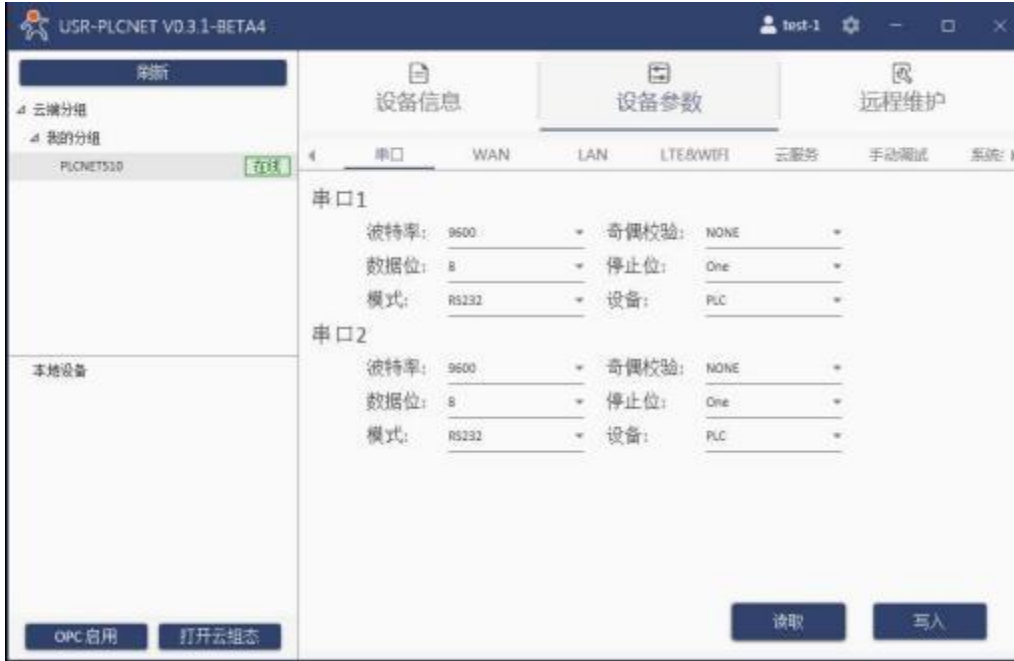 USR-PLCNET V0.3.1-BETA4
test-1
刷新
云端分组
我的分组
PLCNET510 在线
本地设备
OPC 启用 打开云组态
设备信息 设备参数 远程维护
串口 WAN LAN LTE&WIFI 云服务 手动调试 系统
串口1
波特率: 9600 奇偶校验: NONE
数据位: 8 停止位: One
模式: RS232 设备: PLC
串口2
波特率: 9600 奇偶校验: NONE
数据位: 8 停止位: One
模式: RS232 设备: PLC
读取 写入